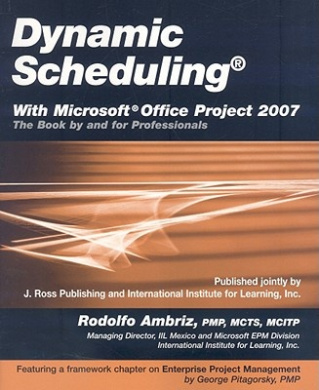 Dynamic
Scheduling®
With Microsoft® Office Project 2007
The Book by and for Professionals
Published jointly by
J. Ross Publishing and International Institute for Learning, Inc.
Rodolfo Ambriz, PMP, MCTS, MCITP
Managing Director, IIL Mexico and Microsoft EPM Division
International Institute for Learning, Inc.
Featuring a framework chapter on Enterprise Project Management
by George Pitagorsky, PMP